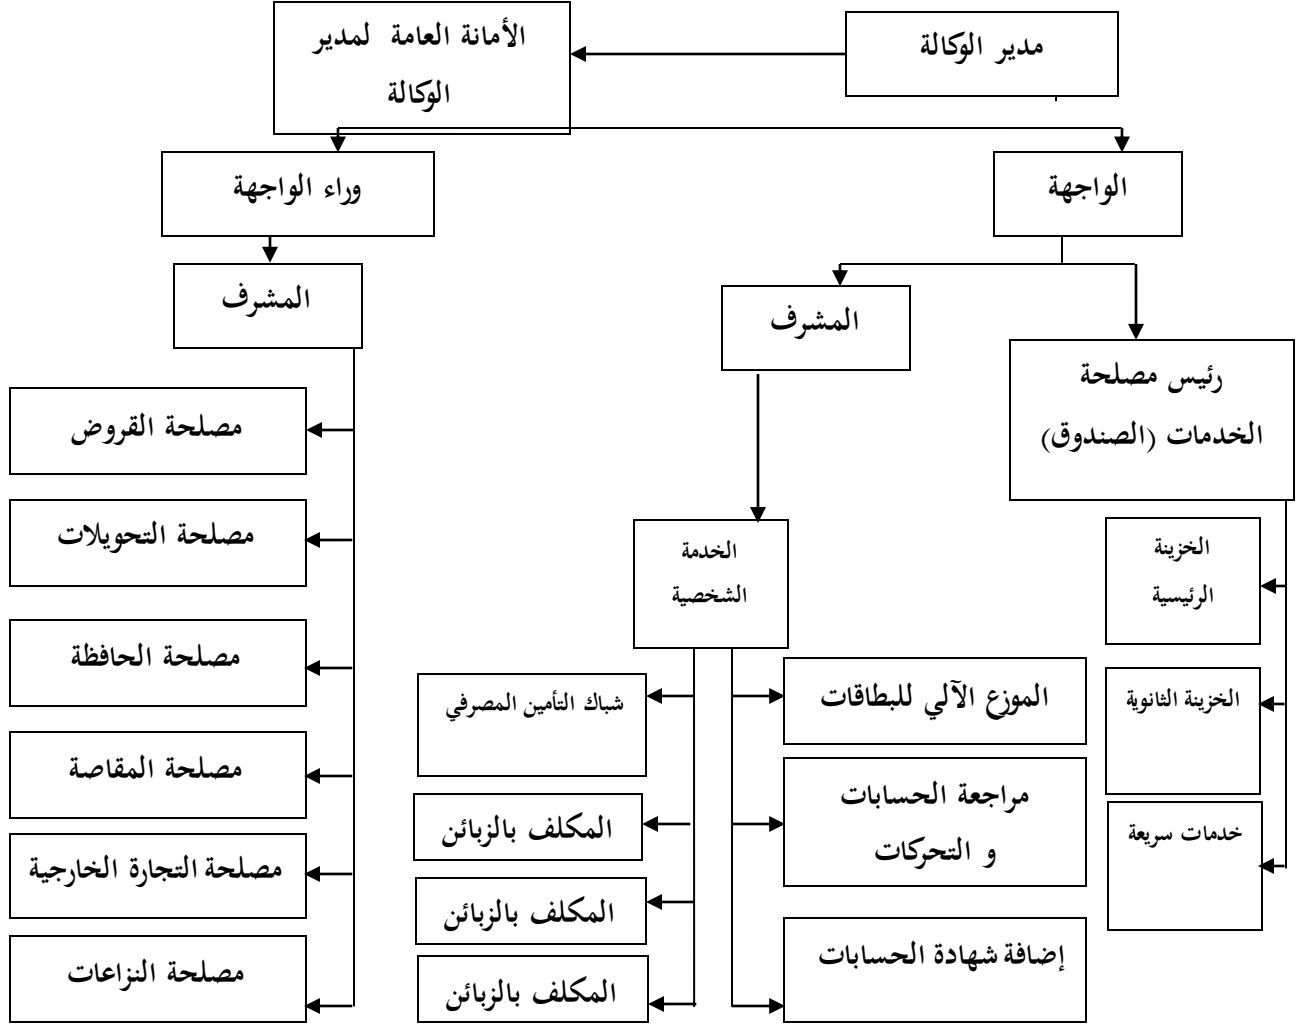 مدير الوكالة
الأمانة العامة لمدير
الوكالة
الواجهة
وراء الواجهة
المشرف
المشرف
رئيس مصلحة
الخدمات (الصندوق)
مصلحة القروض
مصلحة التحويلات
مصلحة الحافظة
مصلحة المقاصة
مصلحة التجارة الخارجية
مصلحة النزاعات
الخدمة
الشخصية
الخزينة
الرئيسية
الخزينة الثانوية
خدمات سريعة
الموزع الآلي للبطاقات
مراجعة الحسابات
و التحركات
إضافة شهادة الحسابات
شباك التأمين المصرفي
المكلف بالزبائن
المكلف بالزبائن
المكلف بالزبائن